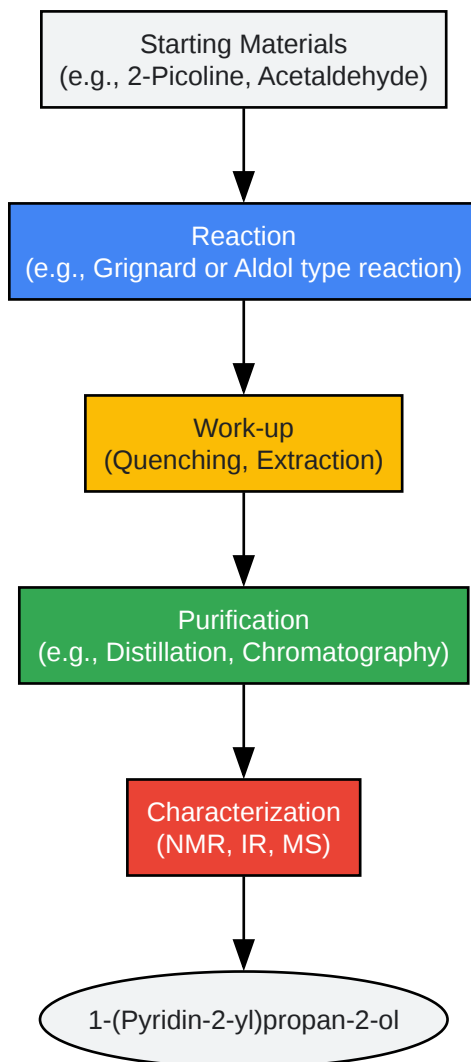 Starting Materials
(e.g., 2-Picoline, Acetaldehyde)
Reaction
(e.g., Grignard or Aldol type reaction)
Work-up
(Quenching, Extraction)
Purification
(e.g., Distillation, Chromatography)
Characterization
(NMR, IR, MS)
1-(Pyridin-2-yl)propan-2-ol